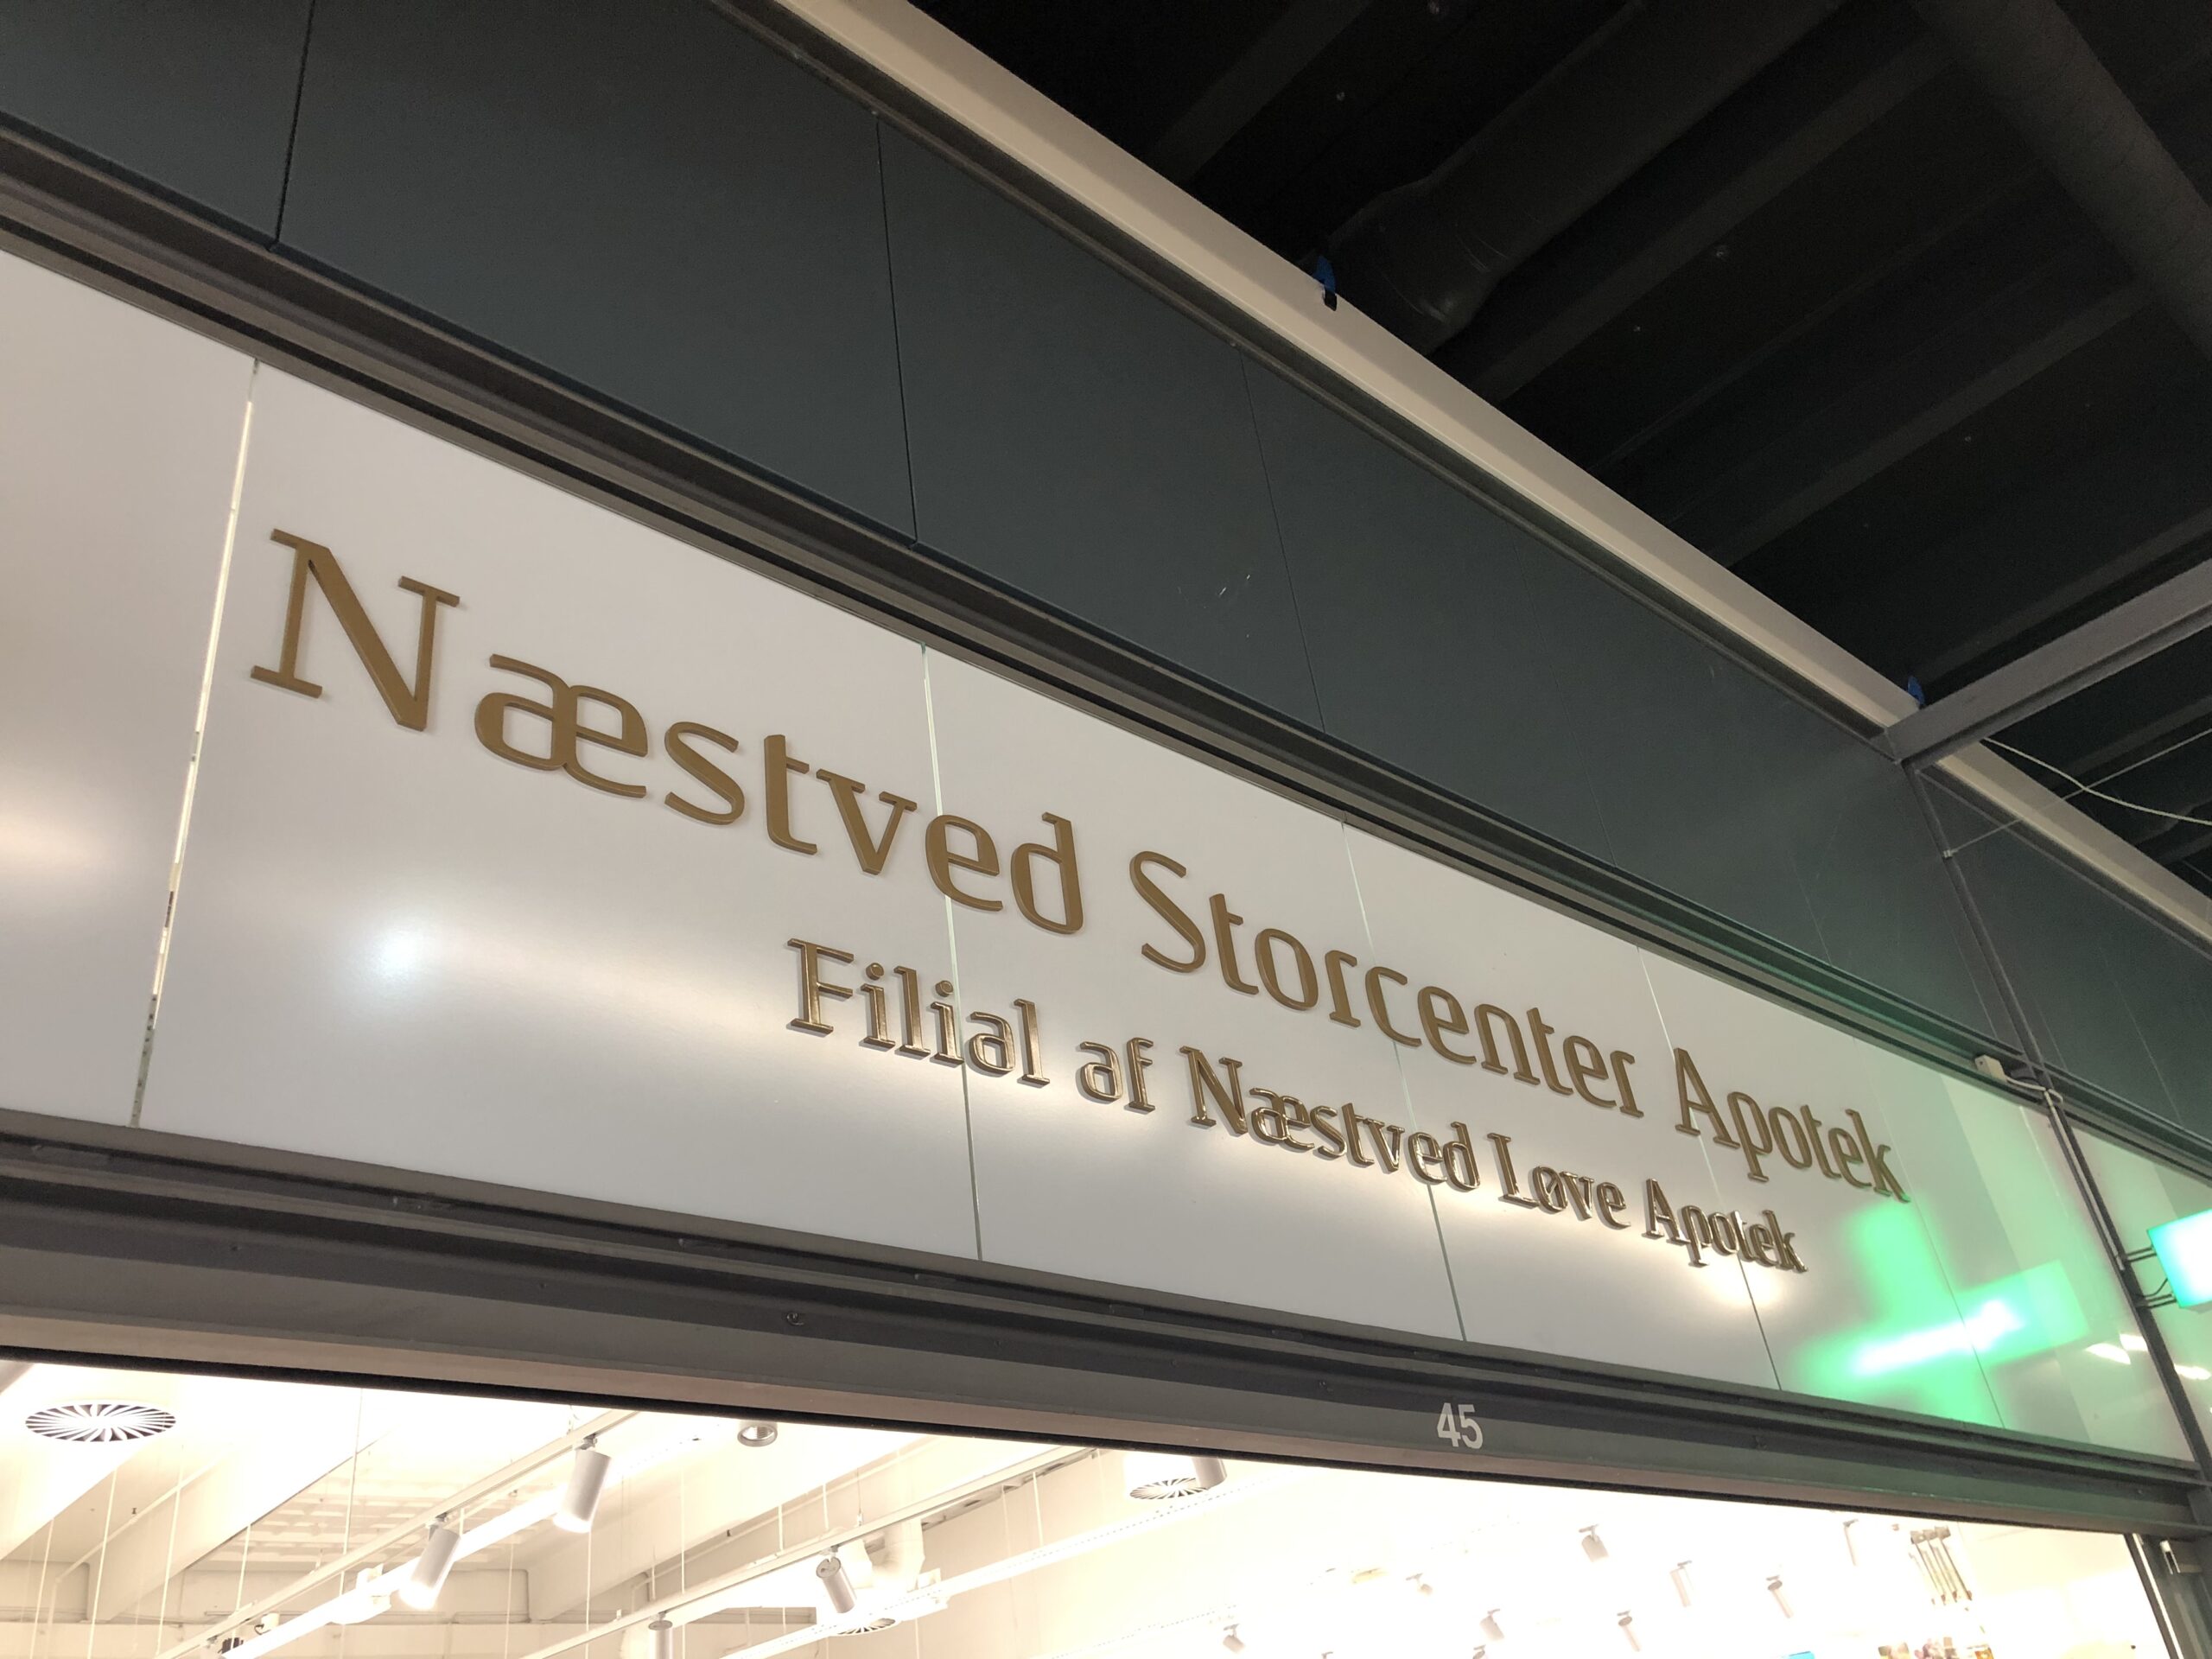 Næstved Storcenter Apotek
Filial af Næstved Løve Apotek
45